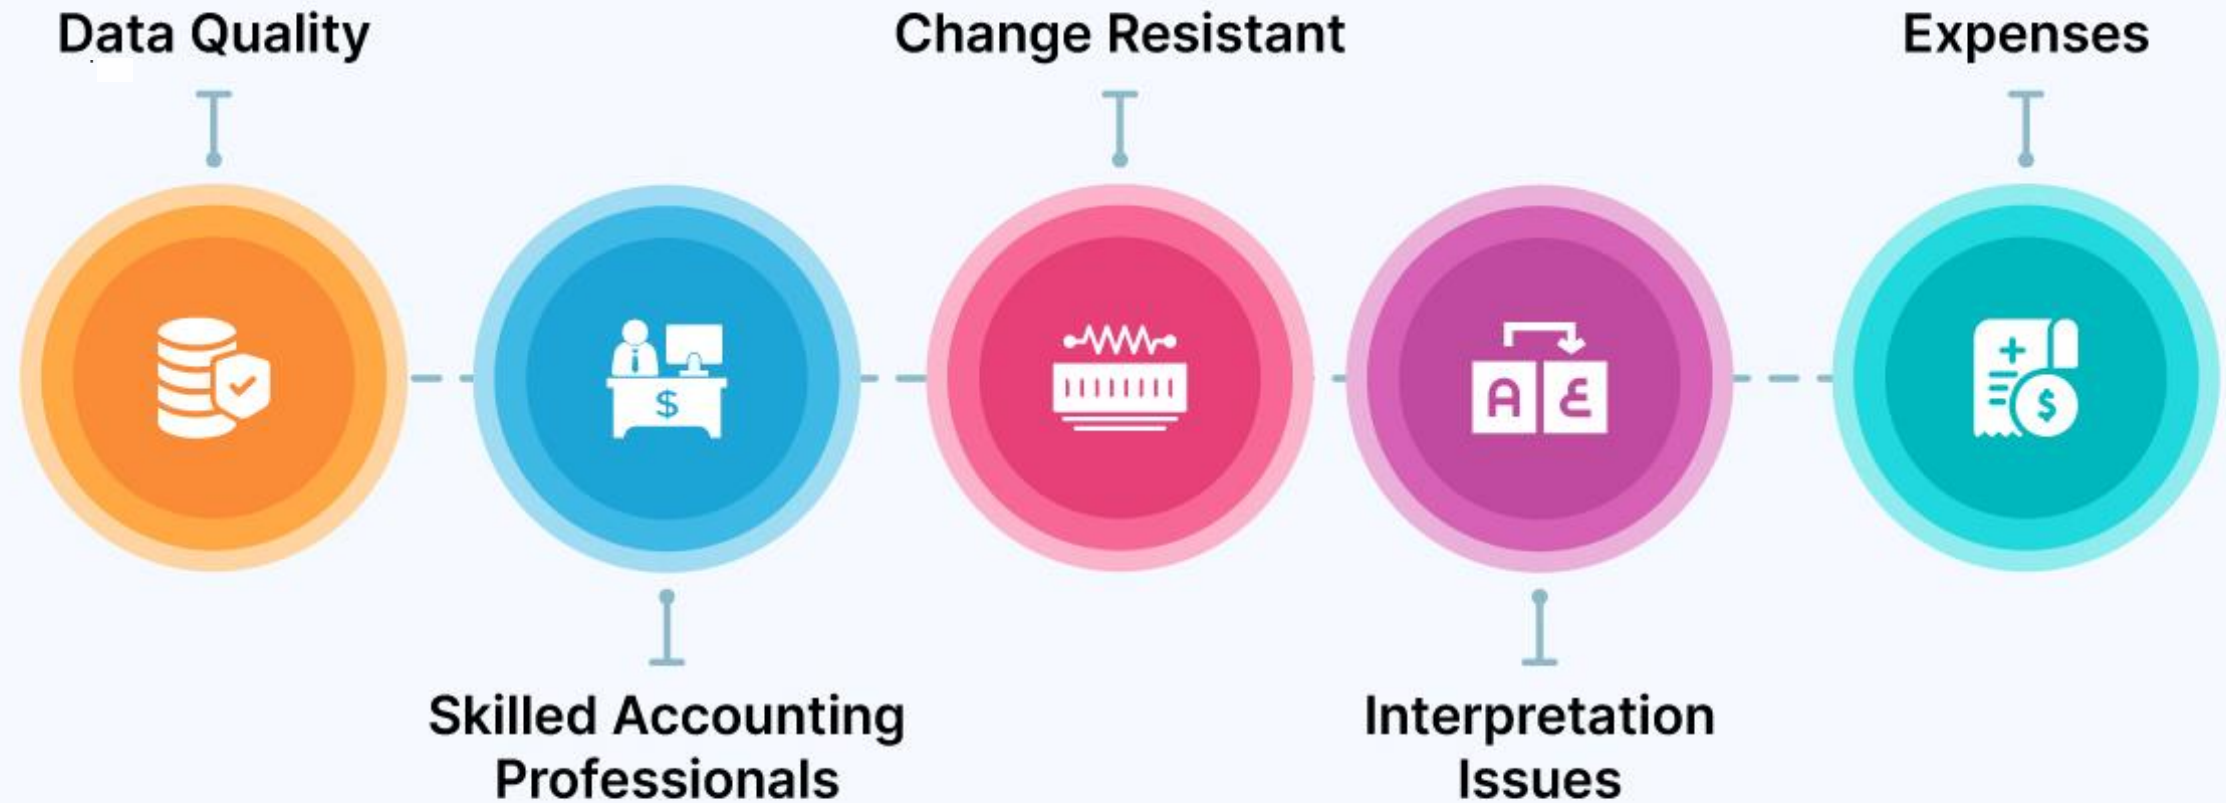 Data Quality
Change Resistant
Expenses
$
A Ɛ
$
Skilled Accounting
Professionals
Interpretation
Issues